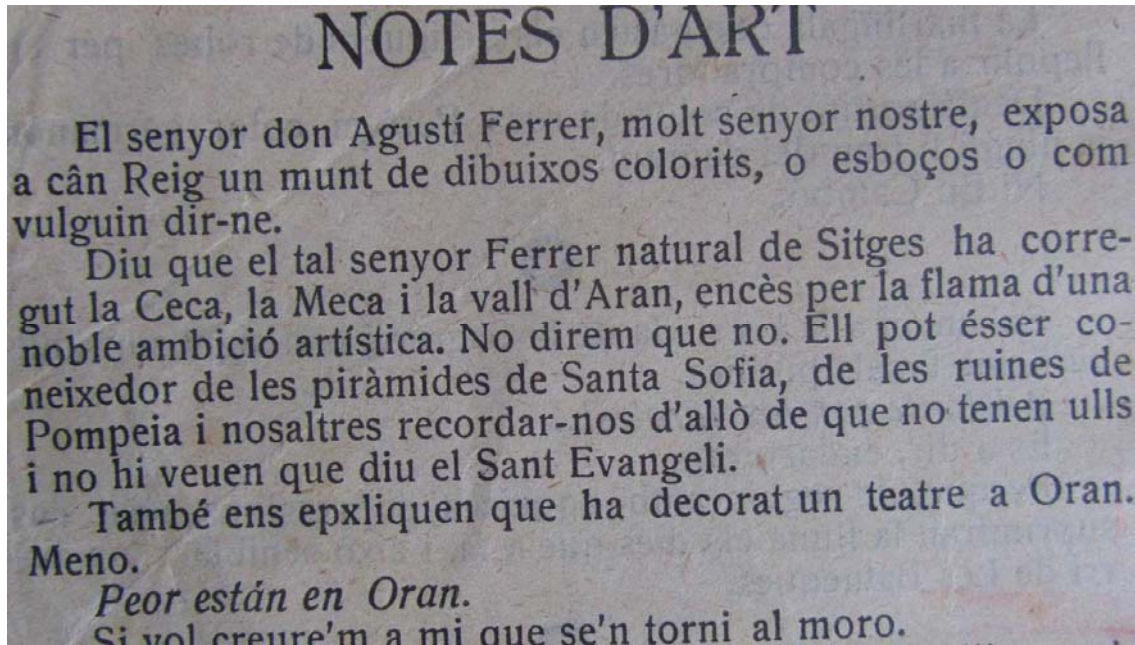 NOTES D'ART
El senyor don Agustí Ferrer, molt senyor nostre, exposa
a cân Reig un munt de dibuixos colorits, o esboços o com
vulguin dir-ne.
Diu que el tal senyor Ferrer natural de Sitges ha corre-
gut la Ceca, la Meca i la vall d'Aran, encès per la flama d'una
noble ambició artística. No direm que no. Ell pot ésser co-
neixedor de les piràmides de Santa Sofia, de les ruines de
Pompeia i nosaltres recordar-nos d'allò de que no tenen ulls
i no hi veuen que diu el Sant Evangeli.
També ens epxliquen que ha decorat un teatre a Oran.
Meno.
Peor están en Oran.
Si vol creure'm a mi que se'n torni al moro.